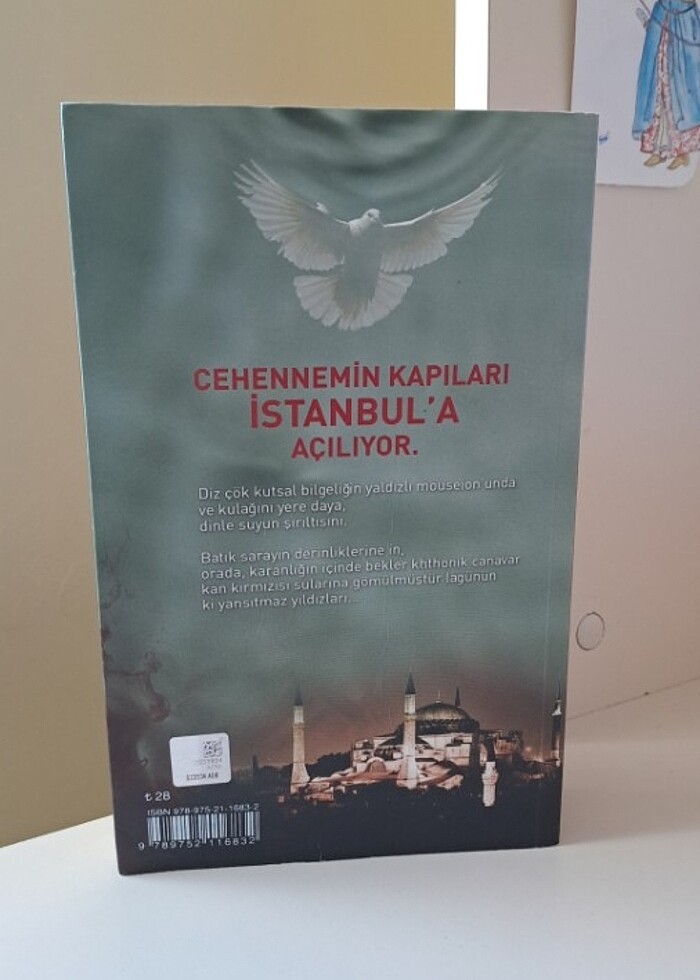 CEHENNEMİN KAPILARI
İSTANBUL'A
AÇILIYOR.
Diz çök kutsal bilgeliğin yaldızlı mouseion'unda
ve kulağını yere daya,
dinle suyun şırıltısını.
Batık sarayın derinliklerine in,
orada, karanlığın içinde bekler khthonik canavar
kan kırmızısı sularına gömülmüştür lagünün
ki yansıtmaz yıldızları...
₺ 28
ISBN 978-975-21-1683-2
9 789752 116832